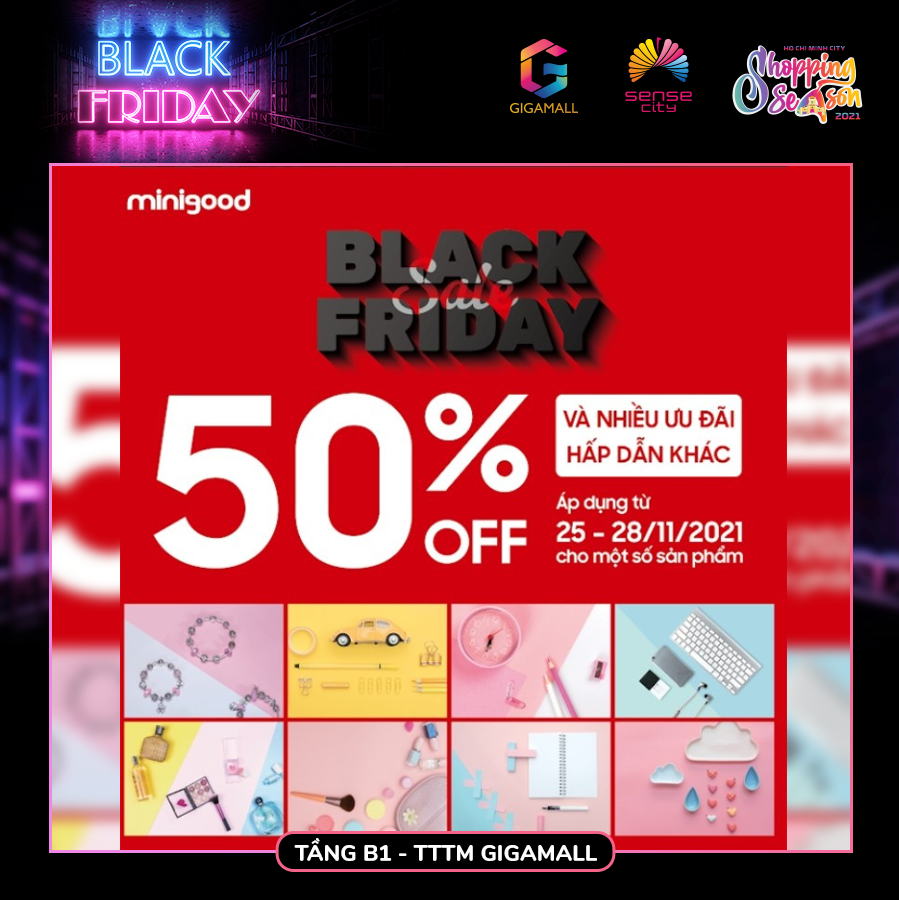 BLACK
BLACK
FRIDAY
GIGAMALL
sense
city
HO CHI MINH CITY
Shopping
Season
2021
minigood
BLACK
Sale
FRIDAY
50%
OFF
VÀ NHIỀU ƯU ĐÃI
HẤP DẪN KHÁC
Áp dụng từ
25 - 28/11/2021
cho một số sản phẩm
TẦNG B1 - TTTM GIGAMALL